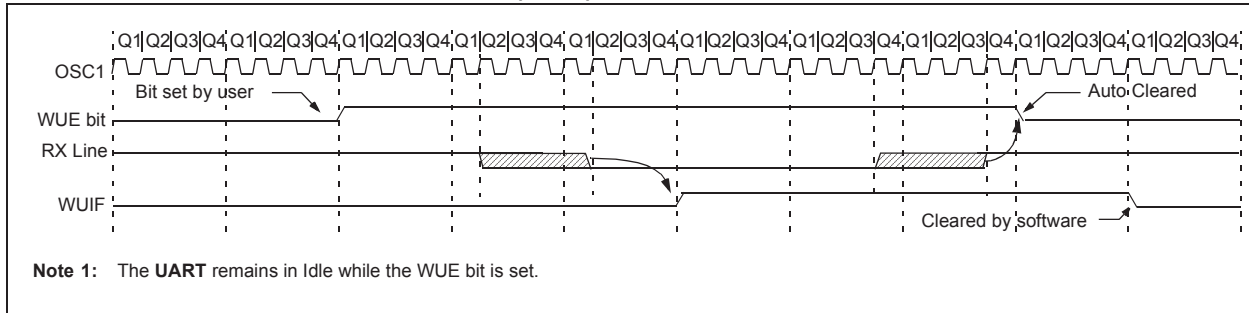 Q1|Q2|Q3|Q4|Q1|Q2|Q3|Q4|Q1|Q2|Q3|Q4|Q1|Q2|Q3|Q4|Q1|Q2|Q3|Q4|Q1|Q2|Q3|Q4|Q1|Q2|Q3|Q4|Q1|Q2|Q3|Q4|Q1|Q2|Q3|Q4|Q1|Q2|Q3|Q4
OSC1
Bit set by user
Auto Cleared
WUE bit
RX Line
WUIF
Cleared by software
Note 1: The UART remains in Idle while the WUE bit is set.